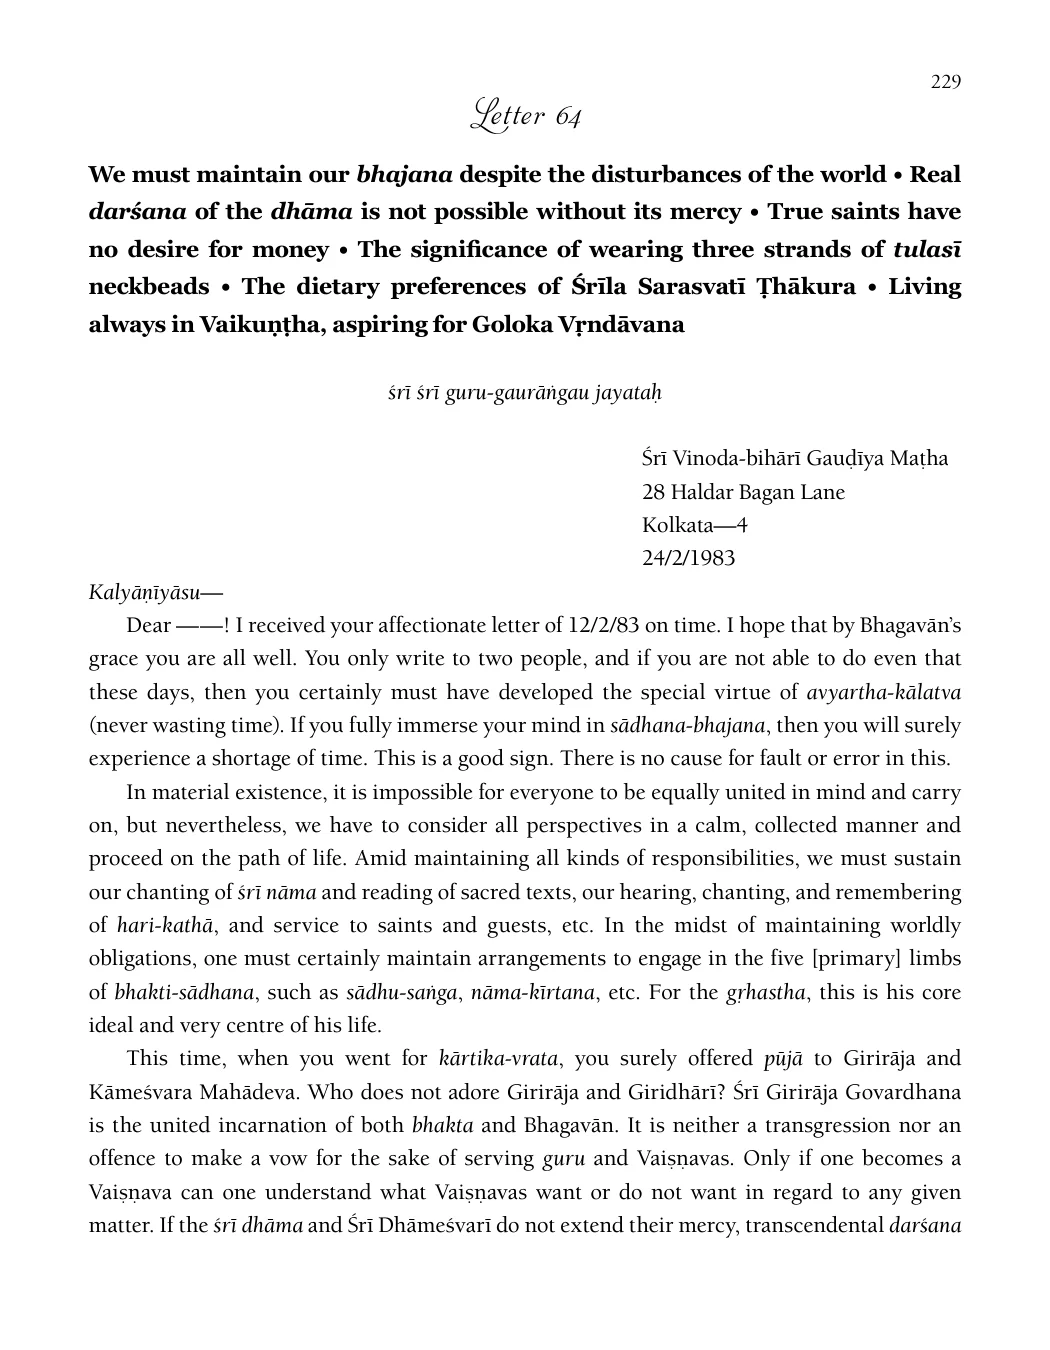 229
Letter 64
We must maintain our bhajana despite the disturbances of the world • Real
darśana of the dhāma is not possible without its mercy • True saints have
no desire for money • The significance of wearing three strands of tulasī
neckbeads • The dietary preferences of Śrīla Sarasvatī Ṭhākura • Living
always in Vaikuṇṭha, aspiring for Goloka Vṛndāvana
śrī śrī guru-gaurāṅgau jayataḥ
Śrī Vinoda-bihārī Gauḍīya Maṭha
28 Haldar Bagan Lane
Kolkata—4
24/2/1983
Kalyāṇīyāsu—
Dear ——! I received your affectionate letter of 12/2/83 on time. I hope that by Bhagavān’s
grace you are all well. You only write to two people, and if you are not able to do even that
these days, then you certainly must have developed the special virtue of avyartha-kālatva
(never wasting time). If you fully immerse your mind in sādhana-bhajana, then you will surely
experience a shortage of time. This is a good sign. There is no cause for fault or error in this.
In material existence, it is impossible for everyone to be equally united in mind and carry
on, but nevertheless, we have to consider all perspectives in a calm, collected manner and
proceed on the path of life. Amid maintaining all kinds of responsibilities, we must sustain
our chanting of śrī nāma and reading of sacred texts, our hearing, chanting, and remembering
of hari-kathā, and service to saints and guests, etc. In the midst of maintaining worldly
obligations, one must certainly maintain arrangements to engage in the five [primary] limbs
of bhakti-sādhana, such as sādhu-saṅga, nāma-kīrtana, etc. For the gṛhastha, this is his core
ideal and very centre of his life.
This time, when you went for kārtika-vrata, you surely offered pūjā to Girirāja and
Kāmeśvara Mahādeva. Who does not adore Girirāja and Giridhārī? Śrī Girirāja Govardhana
is the united incarnation of both bhakta and Bhagavān. It is neither a transgression nor an
offence to make a vow for the sake of serving guru and Vaiṣṇavas. Only if one becomes a
Vaiṣṇava can one understand what Vaiṣṇavas want or do not want in regard to any given
matter. If the śrī dhāma and Śrī Dhāmeśvarī do not extend their mercy, transcendental darśana